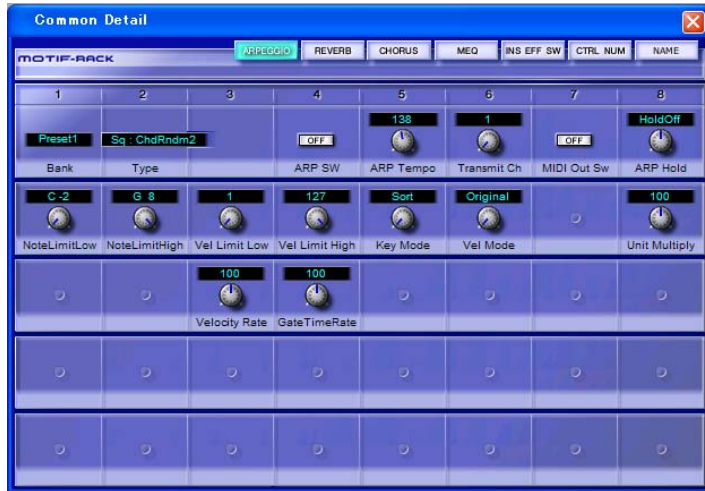 Common Detail
MOTIF-RACK
ARPEGGIO REVERB CHORUS MEQ INS EFF SW CTRL NUM NAME
1 2 3 4 5 6 7 8
138 1 HoldOff
Preset1 Sq : ChdRndm2 OFF OFF
Bank Type ARP SW ARP Tempo Transmit Ch MIDI Out Sw ARP Hold
C -2 G 8 1 127 Sort Original 100
NoteLimitLow NoteLimitHigh Vel Limit Low Vel Limit High Key Mode Vel Mode Unit Multiply
100 100
Velocity Rate GateTimeRate